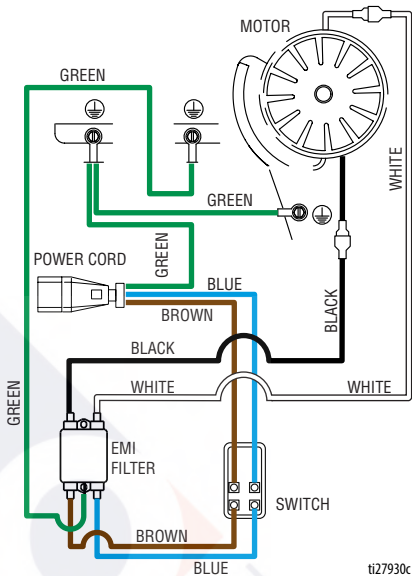 MOTOR
GREEN
WHITE
GREEN
GREEN
POWER CORD
BLUE
BROWN
BLACK
BLACK
WHITE
WHITE
GREEN
EMI
FILTER
SWITCH
BROWN
BLUE
ti27930c